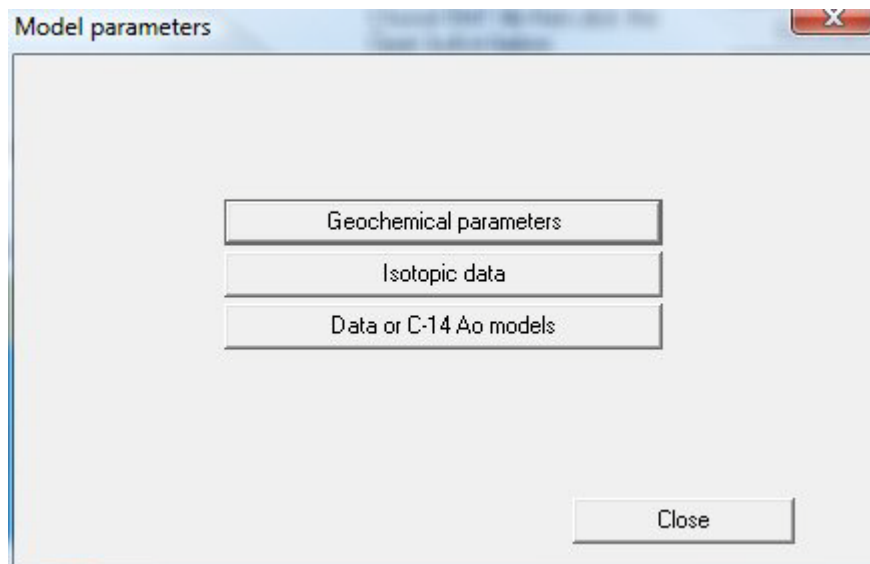 Model parameters
Geochemical parameters
Isotopic data
Data or C-14 Ao models
Close